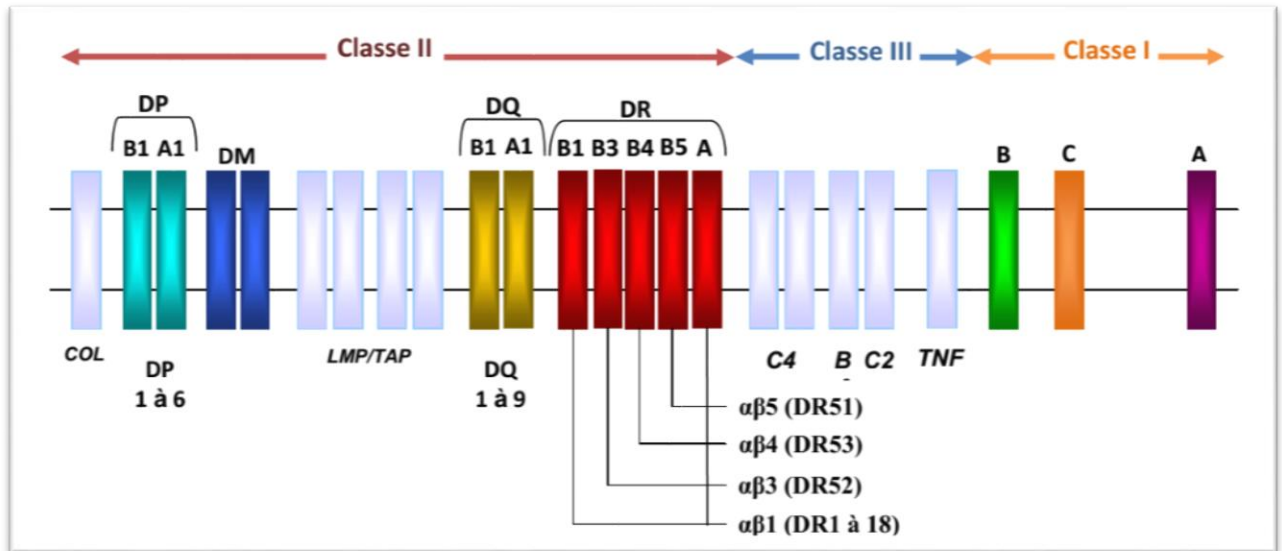 Classe II Classe III Classe I
DP DQ DR
B1 A1 DM B1 A1 B1 B3 B4 B5 A B C A
COL LMP/TAP C4 B C2 TNF
DP DQ
1 à 6 1 à 9
αβ5 (DR51)
αβ4 (DR53)
αβ3 (DR52)
αβ1 (DR1 à 18)